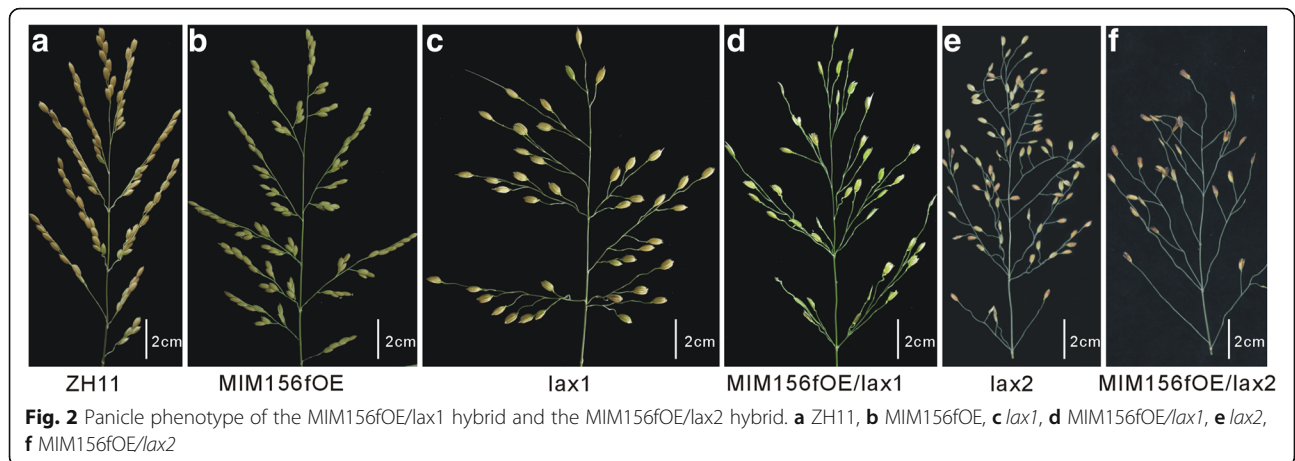 a b c d e f
2cm 2cm 2cm 2cm 2cm 2cm
ZH11 MIM156fOE lax1 MIM156fOE/lax1 lax2 MIM156fOE/lax2
Fig. 2 Panicle phenotype of the MIM156fOE/lax1 hybrid and the MIM156fOE/lax2 hybrid. a ZH11, b MIM156fOE, c lax1, d MIM156fOE/lax1, e lax2,
f MIM156fOE/lax2